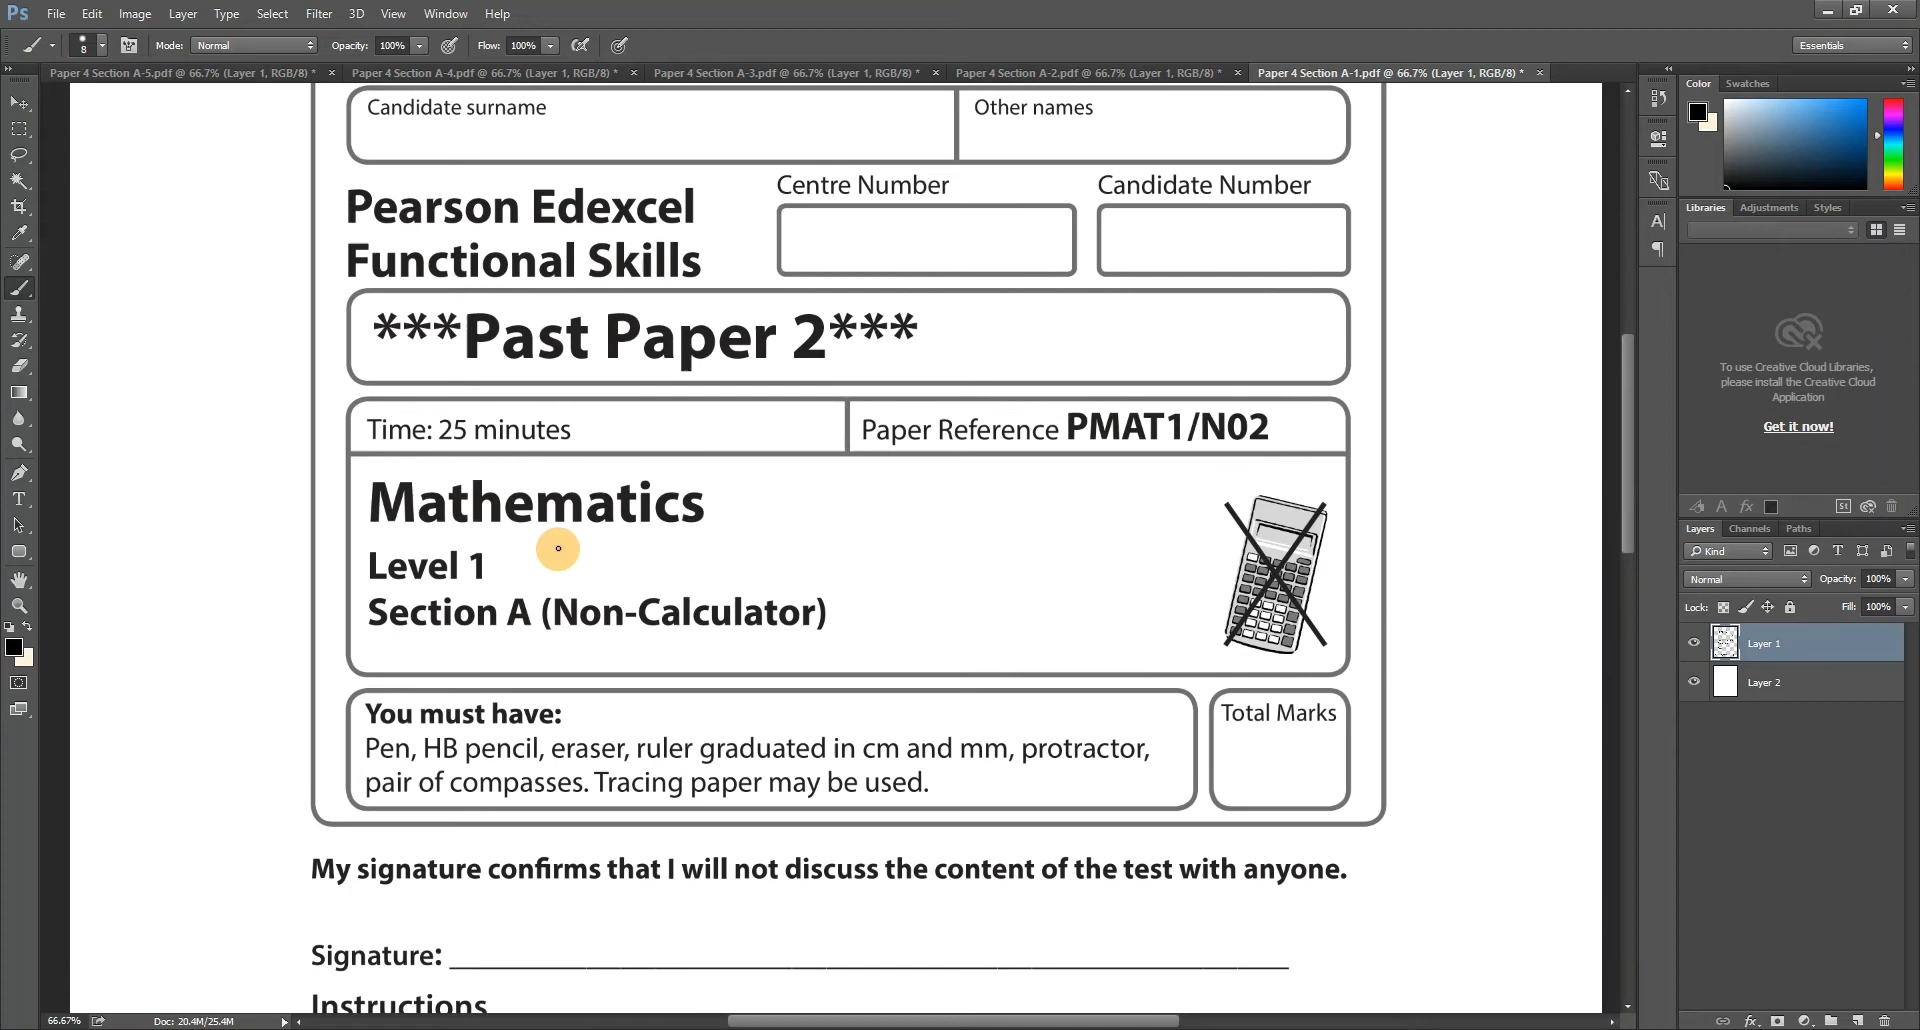 Ps File Edit Image Layer Type Select Filter 3D View Window Help
8 Mode: Normal Opacity: 100% Flow: 100% Essentials
Paper 4 Section A-5.pdf @ 66.7% (Layer 1, RGB/8) * × Paper 4 Section A-4.pdf @ 66.7% (Layer 1, RGB/8) * × Paper 4 Section A-3.pdf @ 66.7% (Layer 1, RGB/8) * × Paper 4 Section A-2.pdf @ 66.7% (Layer 1, RGB/8) * × Paper 4 Section A-1.pdf @ 66.7% (Layer 1, RGB/8) * ×
Candidate surname Other names
Pearson Edexcel
Functional Skills
Centre Number Candidate Number
***Past Paper 2***
Time: 25 minutes Paper Reference PMAT1/N02
Mathematics
Level 1
Section A (Non-Calculator)
You must have:
Pen, HB pencil, eraser, ruler graduated in cm and mm, protractor,
pair of compasses. Tracing paper may be used.
Total Marks
My signature confirms that I will not discuss the content of the test with anyone.
Signature:
Instructions
66.67% Doc: 20.4M/25.4M
Color Swatches
Libraries Adjustments Styles
To use Creative Cloud Libraries,
please install the Creative Cloud
Application
Get it now!
St
Layers Channels Paths
Kind
Normal Opacity: 100%
Lock: Fill: 100%
Layer 1
Layer 2
fx